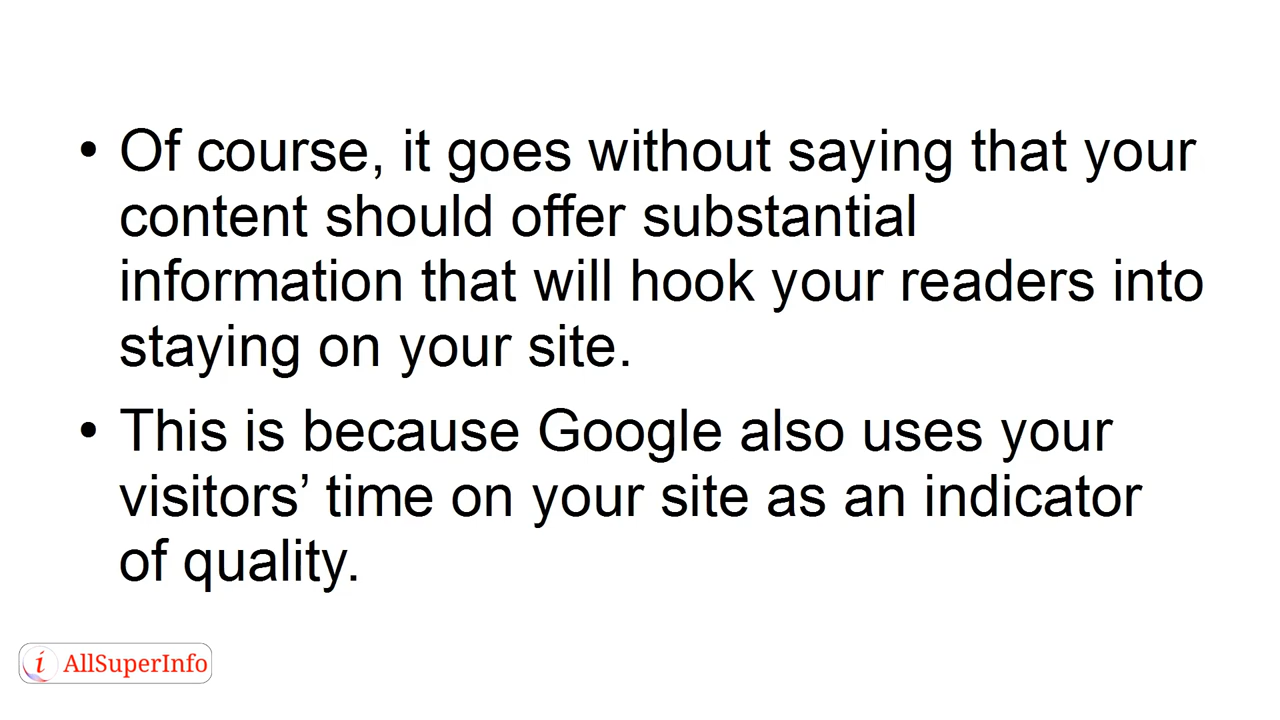 • Of course, it goes without saying that your
content should offer substantial
information that will hook your readers into
staying on your site.
• This is because Google also uses your
visitors’ time on your site as an indicator
of quality.
i AllSuperInfo